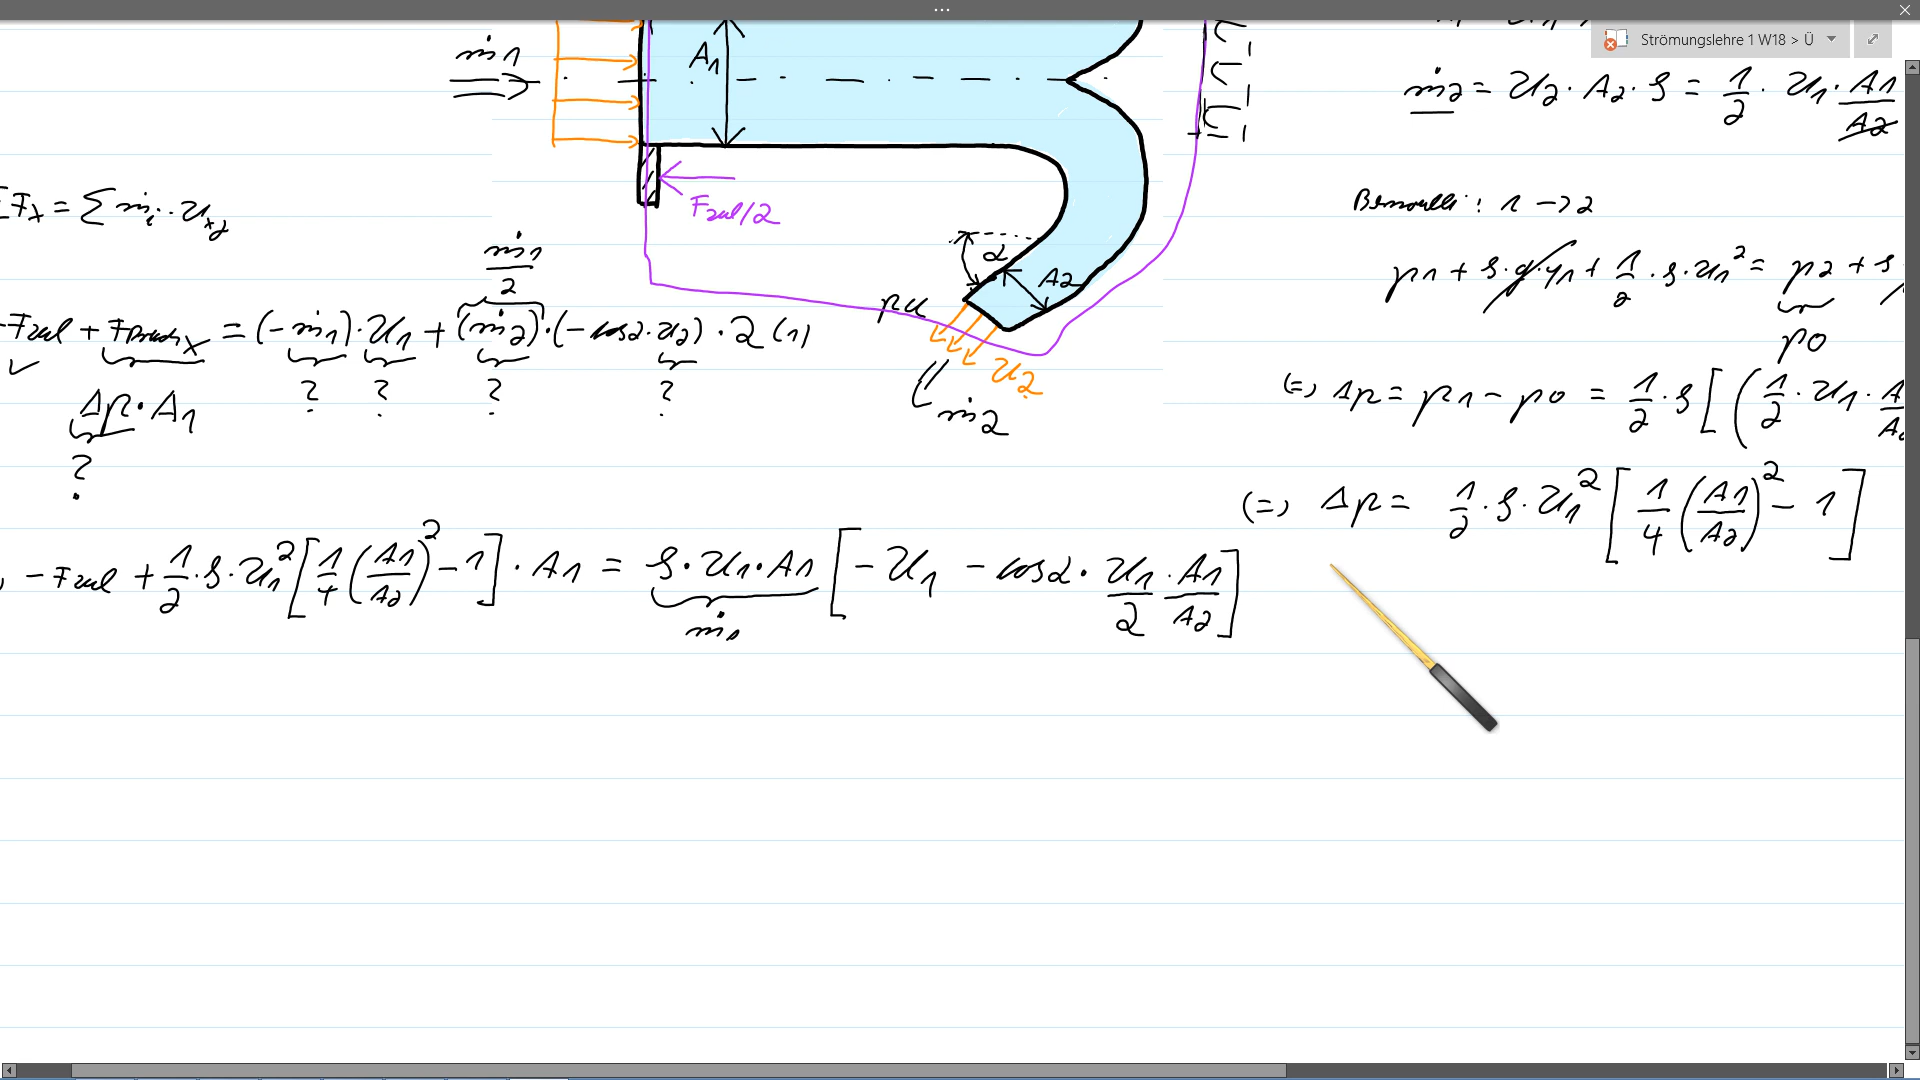 Strömungslehre 1 W18 > Ü
ṁ1
A1
ṁ2 = u2 · A2 · ρ = 1/2 · u1 · A1/A2
Fzul/2
Bernoulli: 1 -> 2
ΣFx = Σ ṁi · ux2
α
A2
p1 + ρ·g·y1 + 1/2 · ρ · u1² = p2 + ρ
p0
pu
ṁ1/2
-Fzul + FDruck x = (-ṁ1) · u1 + (ṁ2) · (-cosα · u2) · 2 (1)
? ? ? ?
u2
ṁ2
Δp · A1
?
(=) Δp = p1 - p0 = 1/2 · ρ [ ( 1/2 · u1 · A1/A2
(=) Δp = 1/2 · ρ · u1² [ 1/4 (A1/A2)² - 1 ]
-Fzul + 1/2 · ρ · u1² [ 1/4 (A1/A2)² - 1 ] · A1 = ρ · u1 · A1 [ -u1 - cosα · u1/2 · A1/A2 ]
ṁ1